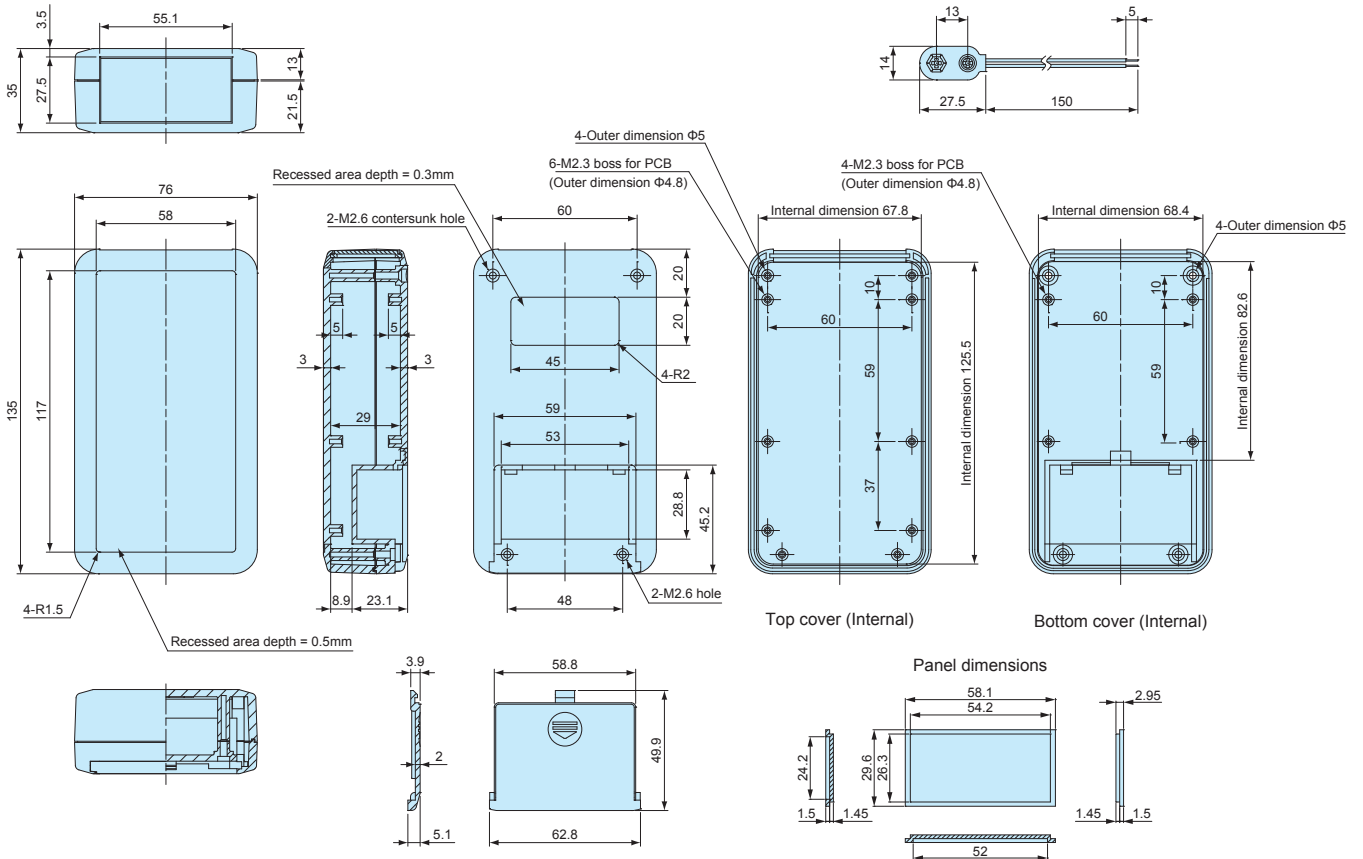 55.1
3.5
35
27.5
13
21.5
13
5
14
27.5
150
4-Outer dimension Φ5
6-M2.3 boss for PCB
(Outer dimension Φ4.8)
4-M2.3 boss for PCB
(Outer dimension Φ4.8)
Recessed area depth = 0.3mm
2-M2.6 contersunk hole
76
58
60
Internal dimension 67.8
Internal dimension 68.4
4-Outer dimension Φ5
135
117
20
20
45
4-R2
5
5
3
3
29
59
53
28.8
45.2
10
60
59
37
Internal dimension 125.5
10
60
59
Internal dimension 82.6
8.9
23.1
48
2-M2.6 hole
4-R1.5
Recessed area depth = 0.5mm
Top cover (Internal)
Bottom cover (Internal)
3.9
2
5.1
58.8
49.9
62.8
Panel dimensions
58.1
54.2
2.95
24.2
29.6
26.3
1.5
1.45
1.45
1.5
52